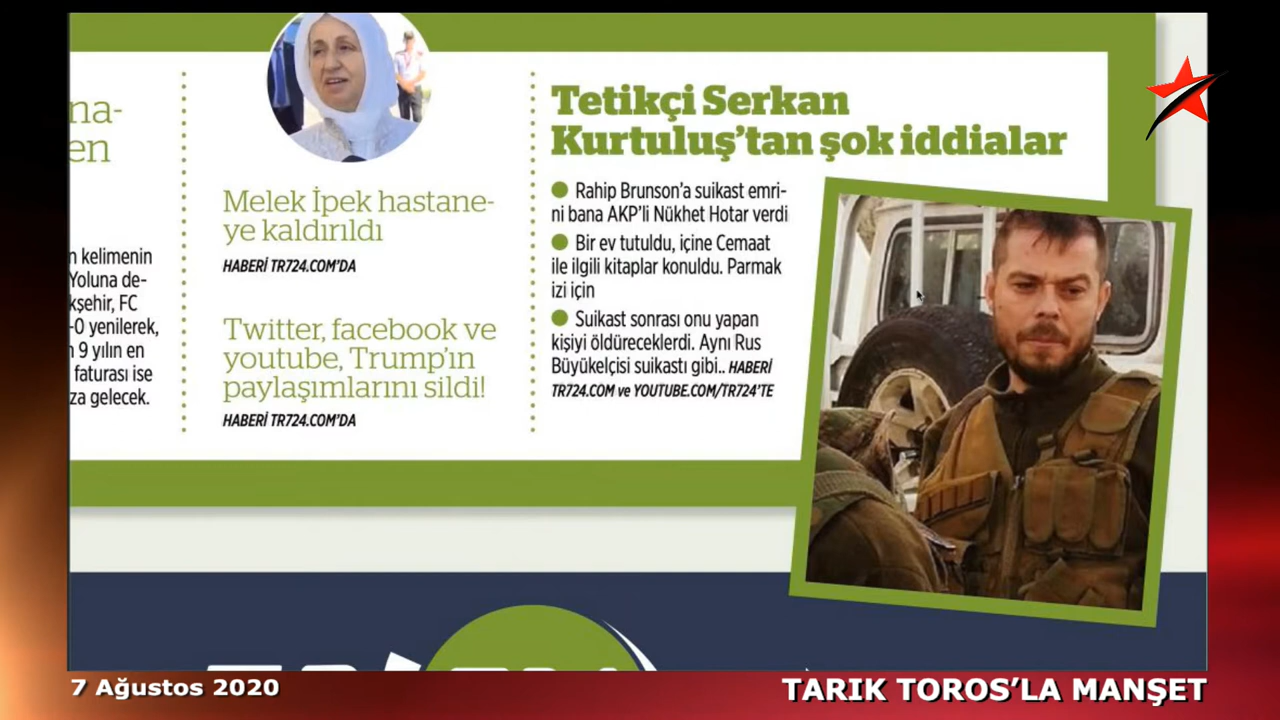 na-
en
n kelimenin
Yoluna de-
kşehir, FC
-0 yenilerek,
n 9 yılın en
faturası ise
za gelecek.
Melek İpek hastane-
ye kaldırıldı
HABERİ TR724.COM'DA
Twitter, facebook ve
youtube, Trump'ın
paylaşımlarını sildi!
HABERİ TR724.COM'DA
Tetikçi Serkan
Kurtuluş'tan şok iddialar
Rahip Brunson'a suikast emri-
ni bana AKP'li Nükhet Hotar verdi
Bir ev tutuldu, içine Cemaat
ile ilgili kitaplar konuldu. Parmak
izi için
Suikast sonrası onu yapan
kişiyi öldüreceklerdi. Aynı Rus
Büyükelçisi suikastı gibi.. HABERİ
TR724.COM ve YOUTUBE.COM/TR724'TE
7 Ağustos 2020
TARIK TOROS'LA MANŞET